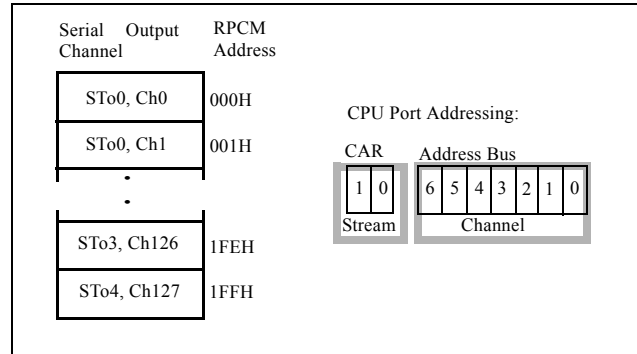 Serial Output Channel
RPCM Address
STo0, Ch0
000H
STo0, Ch1
001H
STo3, Ch126
1FEH
STo4, Ch127
1FFH
CPU Port Addressing:
CAR
Address Bus
1 0
6 5 4 3 2 1 0
Stream
Channel